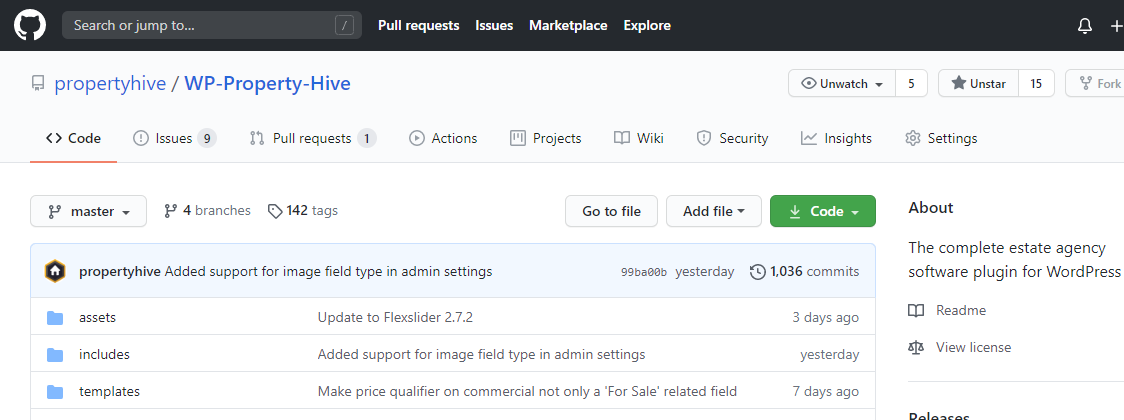 Search or jump to... / Pull requests Issues Marketplace Explore
propertyhive / WP-Property-Hive Unwatch 5 Unstar 15 Fork
Code Issues 9 Pull requests 1 Actions Projects Wiki Security Insights Settings
master 4 branches 142 tags Go to file Add file Code
About
The complete estate agency
software plugin for WordPress
Readme
View license
Releases
propertyhive Added support for image field type in admin settings 99ba00b yesterday 1,036 commits
assets Update to Flexslider 2.7.2 3 days ago
includes Added support for image field type in admin settings yesterday
templates Make price qualifier on commercial not only a 'For Sale' related field 7 days ago